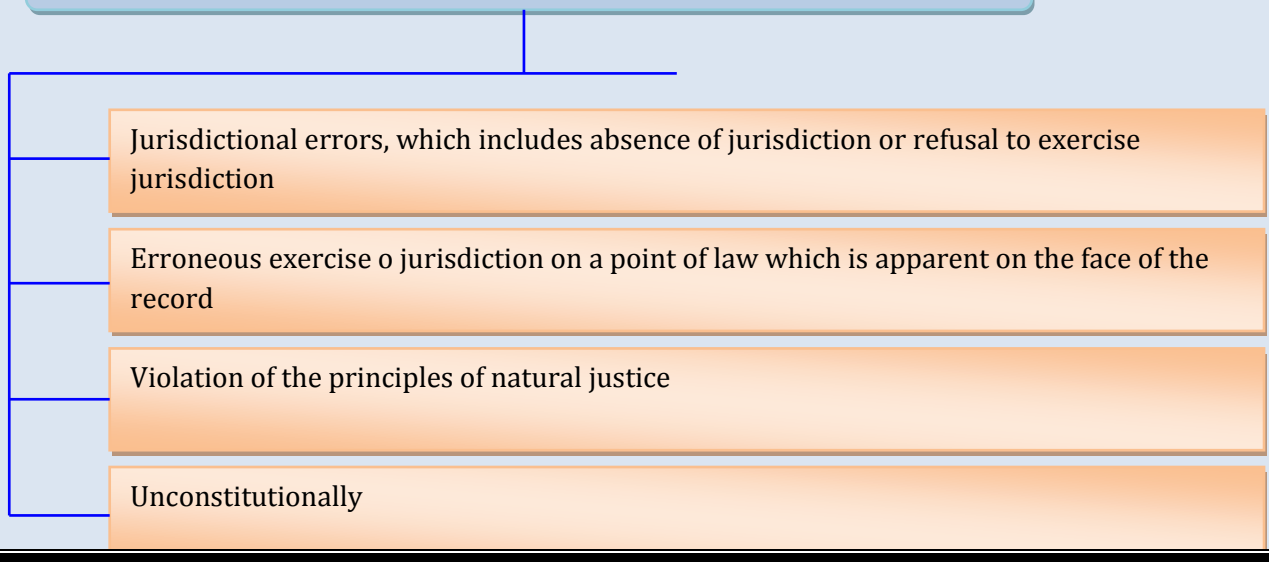 Jurisdictional errors, which includes absence of jurisdiction or refusal to exercise
jurisdiction
Erroneous exercise o jurisdiction on a point of law which is apparent on the face of the
record
Violation of the principles of natural justice
Unconstitutionally